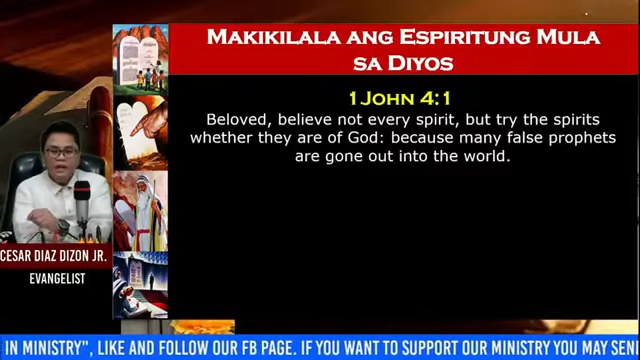 Makikilala ang Espiritung Mula
sa Diyos
1 John 4:1
Beloved, believe not every spirit, but try the spirits
whether they are of God: because many false prophets
are gone out into the world.
CESAR DIAZ DIZON JR.
EVANGELIST
IN MINISTRY", LIKE AND FOLLOW OUR FB PAGE. IF YOU WANT TO SUPPORT OUR MINISTRY YOU MAY SEN